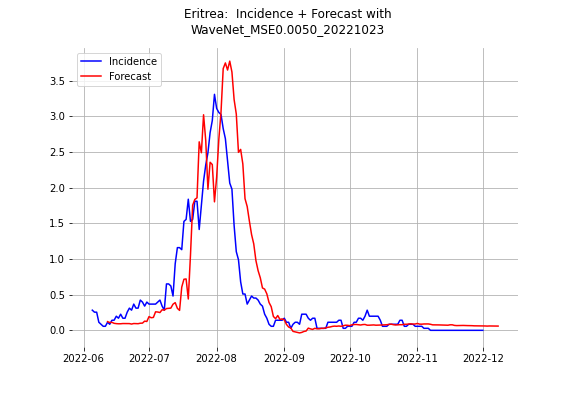 Eritrea:  Incidence + Forecast with
WaveNet_MSE0.0050_20221023
Incidence
Forecast
3.5
3.0
2.5
2.0
1.5
1.0
0.5
0.0
2022-06 2022-07 2022-08 2022-09 2022-10 2022-11 2022-12